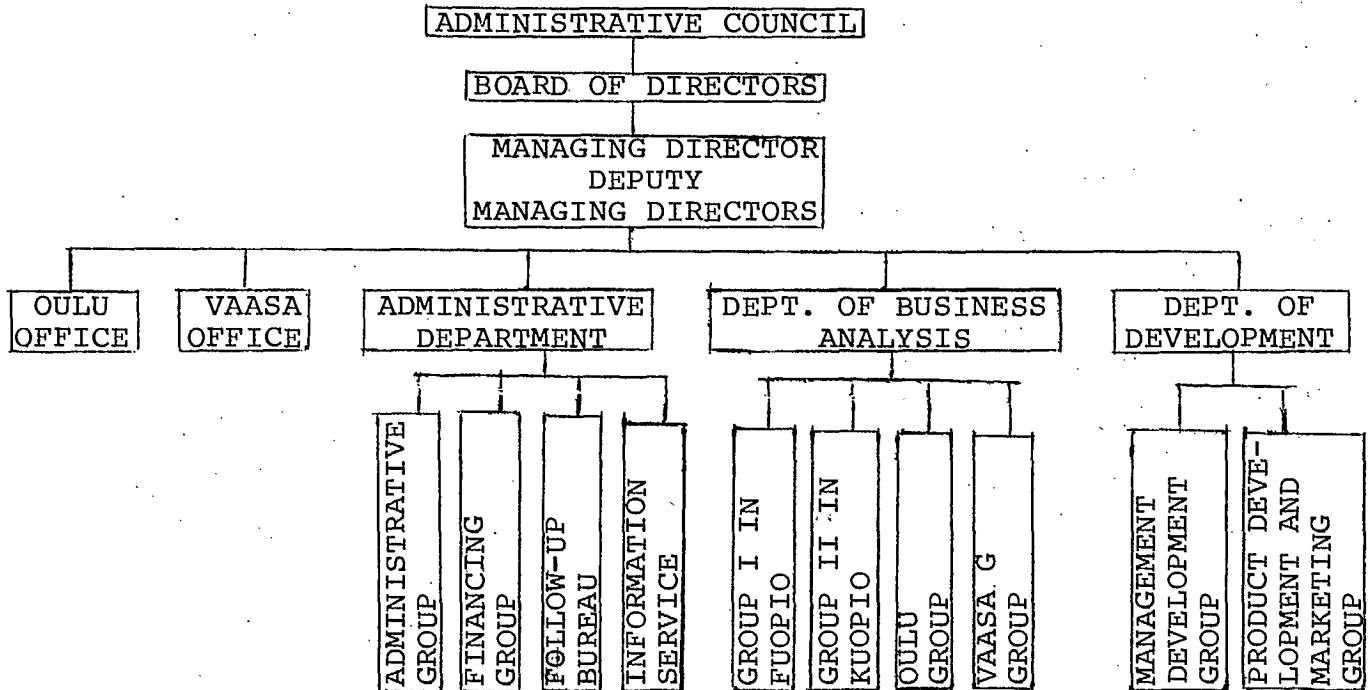 ADMINISTRATIVE COUNCIL
BOARD OF DIRECTORS
MANAGING DIRECTOR
DEPUTY
MANAGING DIRECTORS
OULU
OFFICE
VAASA
OFFICE
ADMINISTRATIVE
DEPARTMENT
DEPT. OF BUSINESS
ANALYSIS
DEPT. OF
DEVELOPMENT
ADMINISTRATIVE
GROUP
FINANCING
GROUP
FOLLOW-UP
BUREAU
INFORMATION
SERVICE
GROUP I IN
FUOPIO
GROUP II IN
KUOPIO
OULU
GROUP
VAASA G
GROUP
MANAGEMENT
DEVELOPMENT
GROUP
PRODUCT DEVE-
LOPMENT AND
MARKETING
GROUP